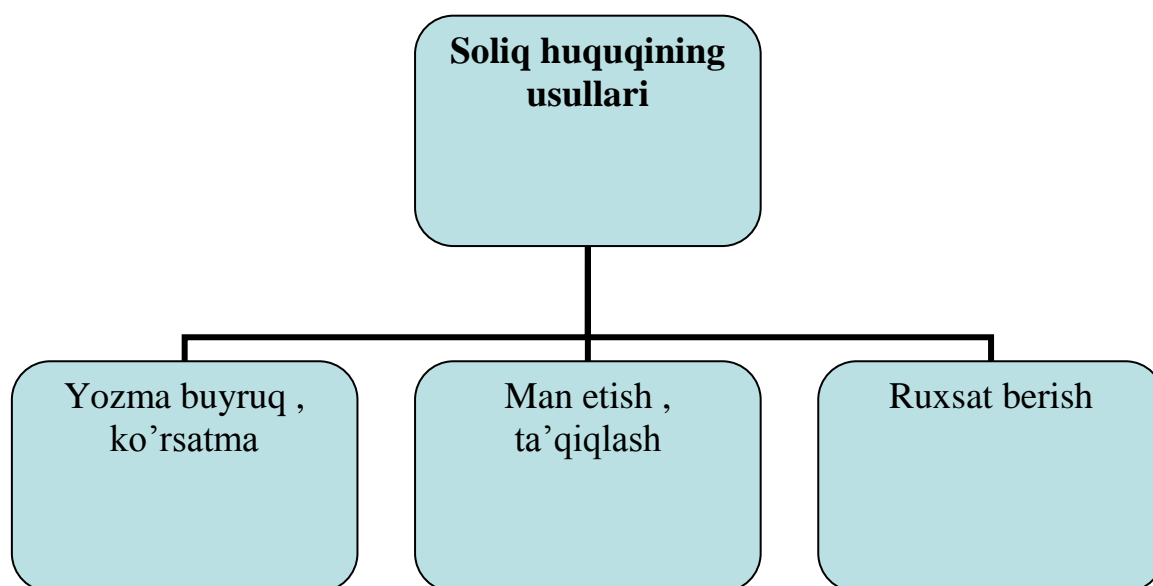 Soliq huquqining
usullari
Yozma buyruq ,
ko’rsatma
Man etish ,
ta’qiqlash
Ruxsat berish